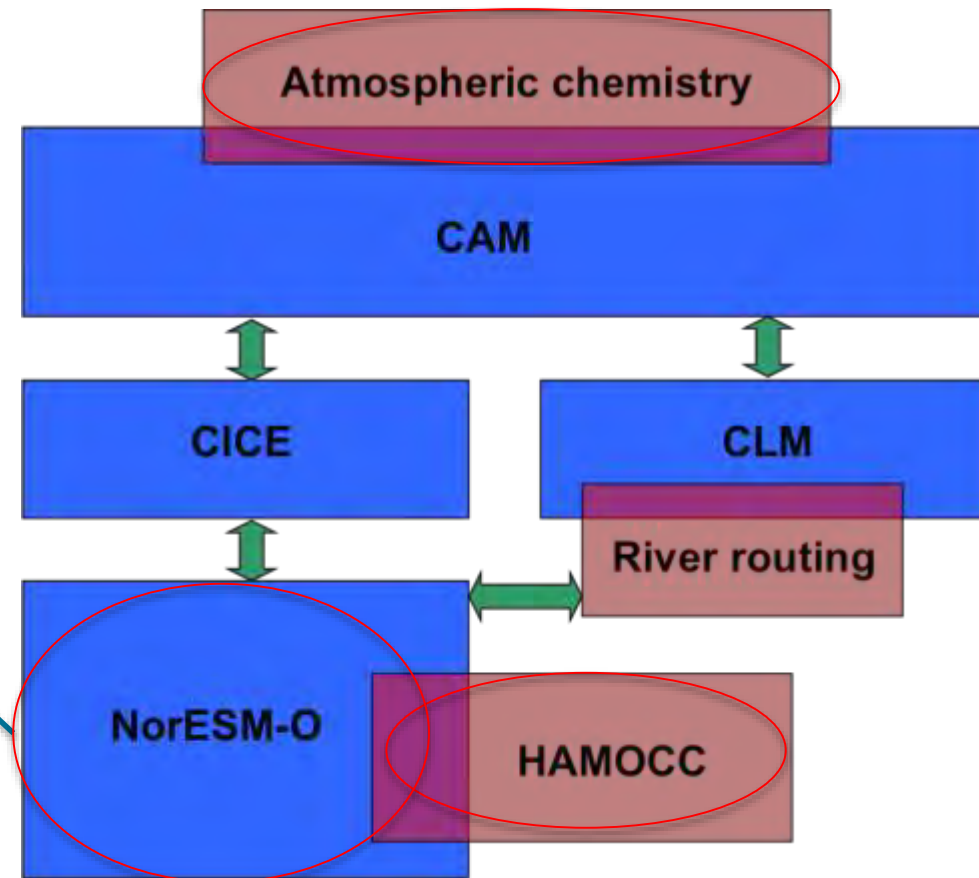 Atmospheric chemistry
CAM
CICE
CLM
River routing
NorESM-O
HAMOCC